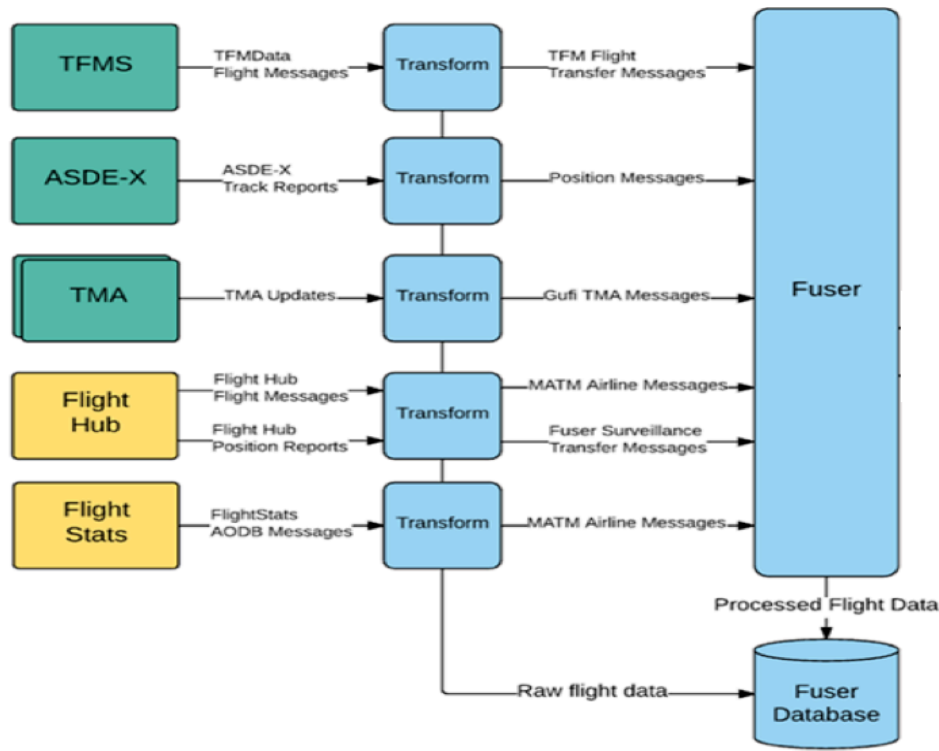 TFMS
TFMData
Flight Messages
Transform
TFM Flight
Transfer Messages
ASDE-X
ASDE-X
Track Reports
Transform
Position Messages
TMA
TMA Updates
Transform
Gufi TMA Messages
Fuser
Flight
Hub
Flight Hub
Flight Messages
Flight Hub
Position Reports
Transform
MATM Airline Messages
Fuser Surveillance
Transfer Messages
Flight
Stats
FlightStats
AODB Messages
Transform
MATM Airline Messages
Processed Flight Data
Raw flight data
Fuser
Database